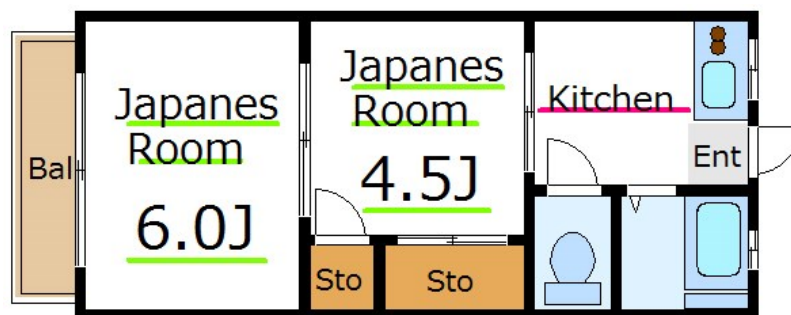 Bal
Japanes
Room
6.0J
Japanes
Room
4.5J
Kitchen
Ent
Sto
Sto